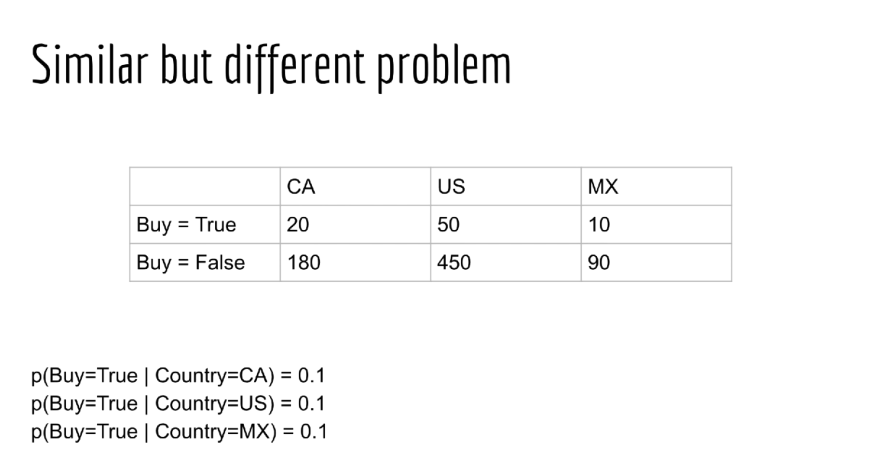 Similar but different problem
CA US MX
Buy = True 20 50 10
Buy = False 180 450 90
p(Buy=True | Country=CA) = 0.1
p(Buy=True | Country=US) = 0.1
p(Buy=True | Country=MX) = 0.1